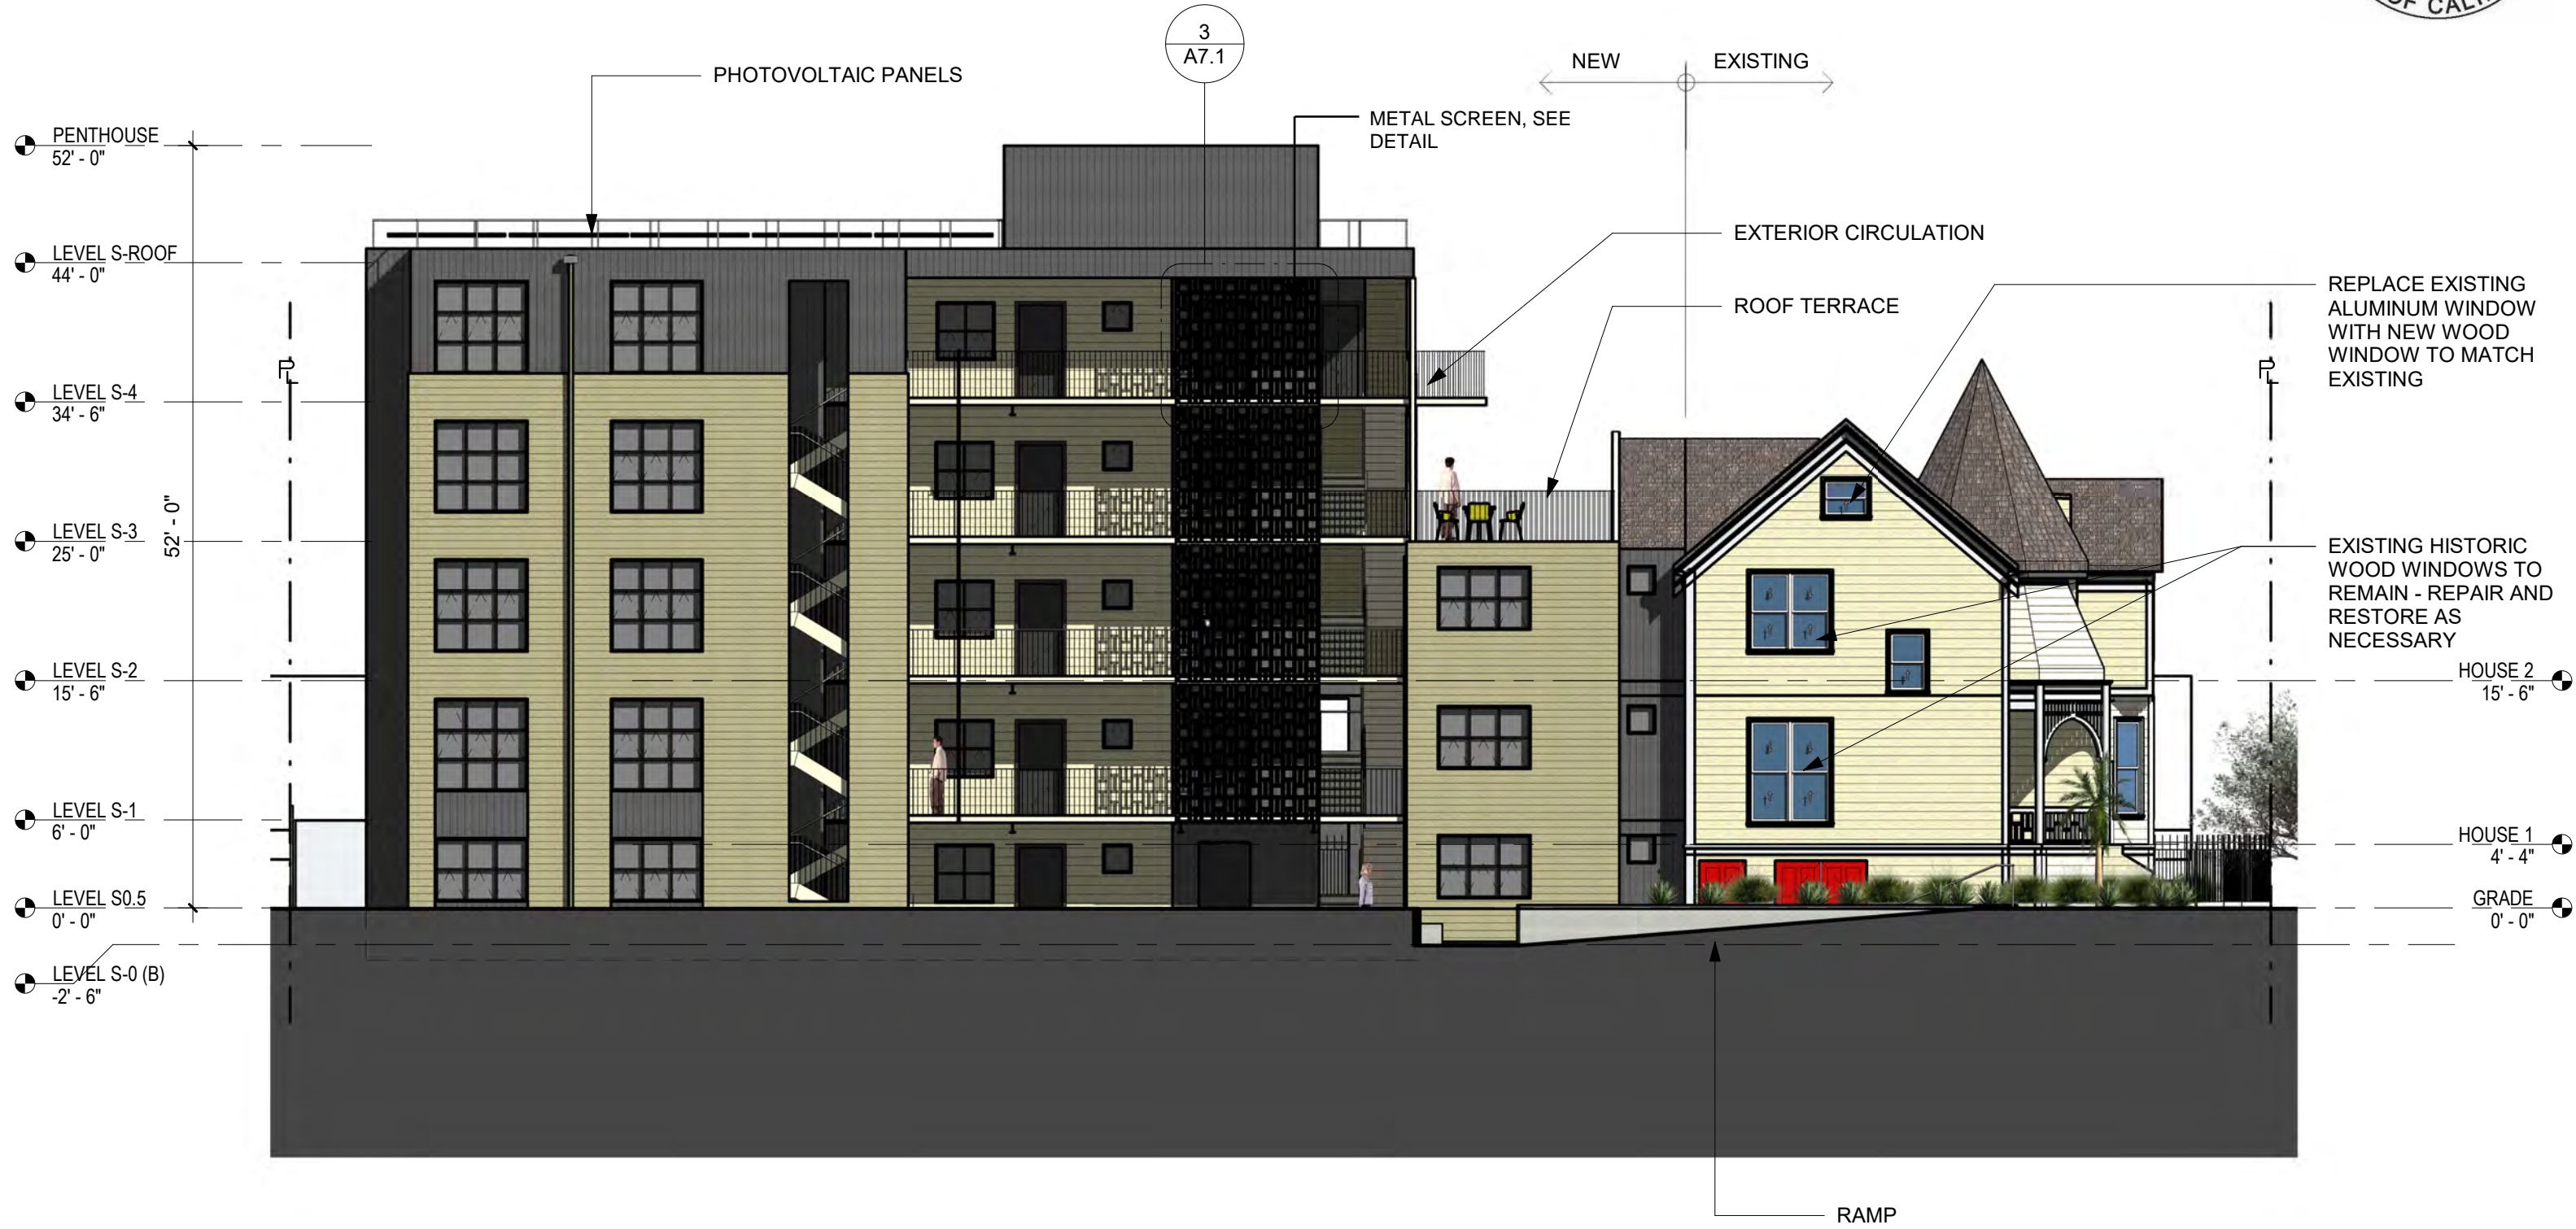 OF CALI
3
A7.1
NEW
EXISTING
PHOTOVOLTAIC PANELS
METAL SCREEN, SEE
DETAIL
PENTHOUSE
52' - 0"
EXTERIOR CIRCULATION
LEVEL S-ROOF
44' - 0"
REPLACE EXISTING
ALUMINUM WINDOW
WITH NEW WOOD
WINDOW TO MATCH
EXISTING
ROOF TERRACE
PL
PL
LEVEL S-4
34' - 6"
52' - 0"
LEVEL S-3
25' - 0"
EXISTING HISTORIC
WOOD WINDOWS TO
REMAIN - REPAIR AND
RESTORE AS
NECESSARY
LEVEL S-2
15' - 6"
HOUSE 2
15' - 6"
LEVEL S-1
6' - 0"
HOUSE 1
4' - 4"
LEVEL S0.5
0' - 0"
GRADE
0' - 0"
LEVEL S-0 (B)
-2' - 6"
RAMP